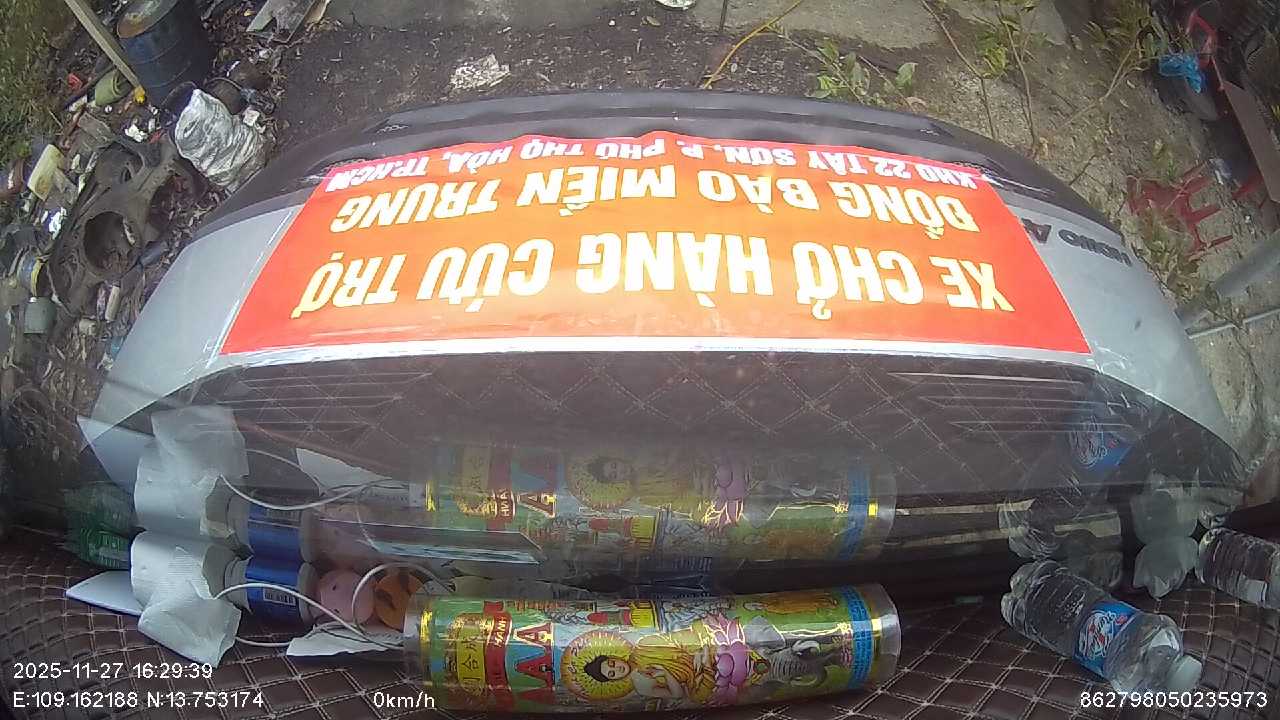 XE CHỞ HÀNG CỨU TRỢ
ĐỒNG BÀO MIỀN TRUNG
KHO 22 TÂY SƠN, P. PHÚ THỌ HÒA, TP.HCM
2025-11-27 16:29:39
E:109.162188 N:13.753174
0km/h
862798050235973